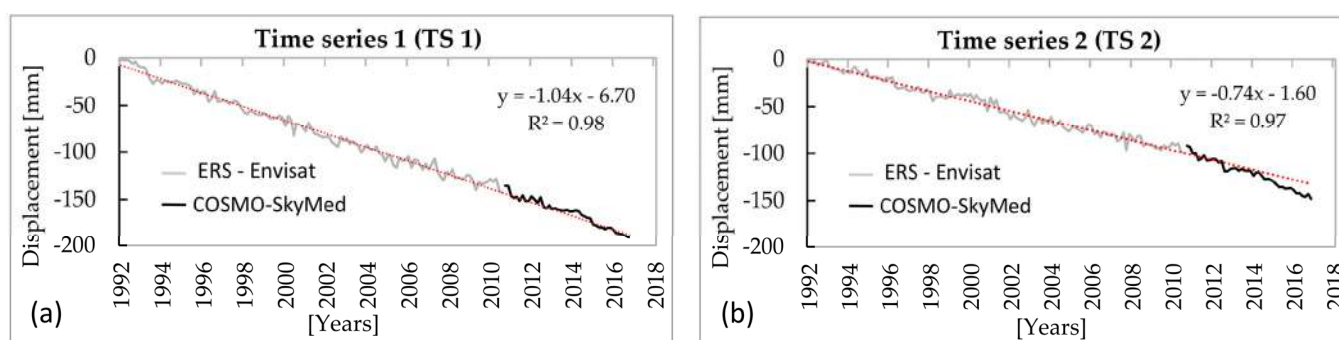 Time series 1 (TS 1)
0
-50
-100
-150
-200
Displacement [mm]
y = -1.04x - 6.70
R² = 0.98
ERS - Envisat
COSMO-SkyMed
1992
1994
1996
1998
2000
2002
2004
2006
2008
2010
2012
2014
2016
2018
[Years]
(a)
Time series 2 (TS 2)
0
-50
-100
-150
-200
Displacement [mm]
y = -0.74x - 1.60
R² = 0.97
ERS - Envisat
COSMO-SkyMed
1992
1994
1996
1998
2000
2002
2004
2006
2008
2010
2012
2014
2016
2018
[Years]
(b)